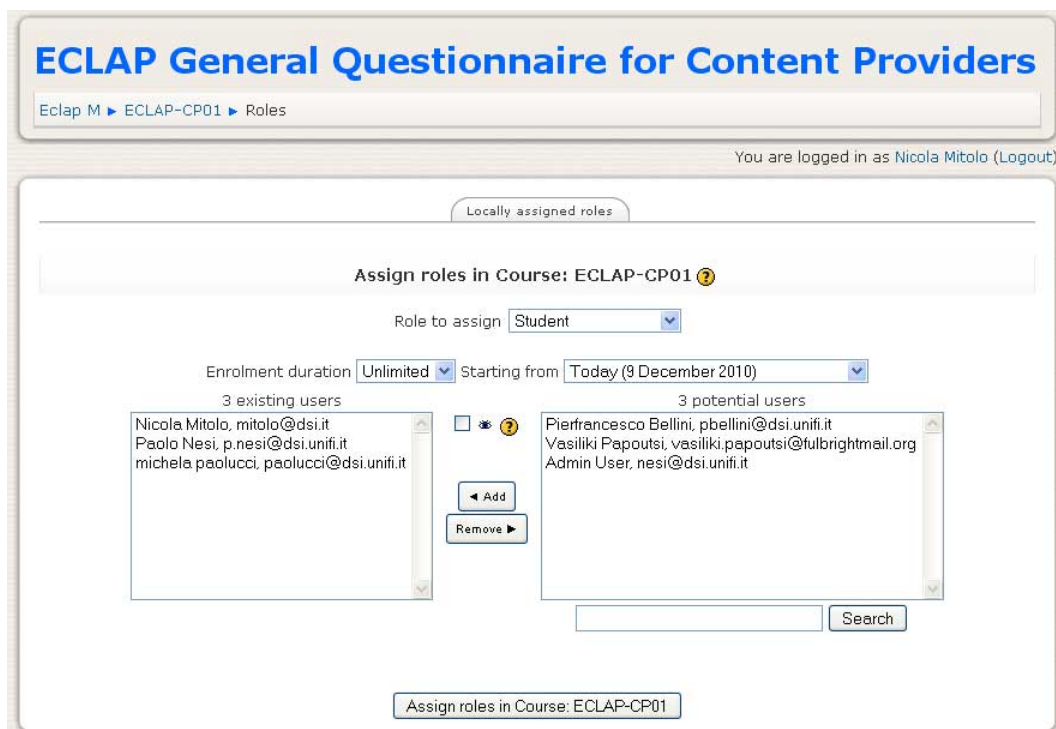 ECLAP General Questionnaire for Content Providers
Eclap M ► ECLAP-CP01 ► Roles
You are logged in as Nicola Mitolo (Logout)
Locally assigned roles
Assign roles in Course: ECLAP-CP01 ?
Role to assign Student
Enrolment duration Unlimited Starting from Today (9 December 2010)
3 existing users
Nicola Mitolo, mitolo@dsi.it
Paolo Nesi, p.nesi@dsi.unifi.it
michela paolucci, paolucci@dsi.unifi.it
?
◄ Add
Remove ►
3 potential users
Pierfrancesco Bellini, pbellini@dsi.unifi.it
Vasiliki Papoutsi, vasiliki.papoutsi@fulbrightmail.org
Admin User, nesi@dsi.unifi.it
Search
Assign roles in Course: ECLAP-CP01